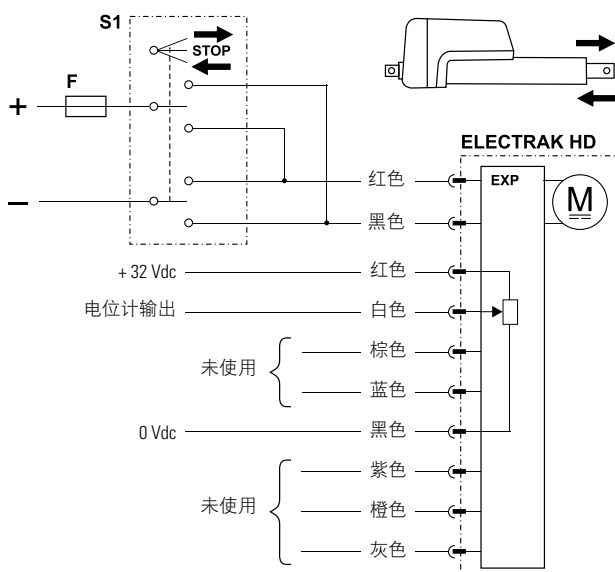 S1
STOP
F
+
−
ELECTRAK HD
EXP
M
红色
黑色
+ 32 Vdc
红色
电位计输出
白色
未使用
棕色
蓝色
0 Vdc
黑色
未使用
紫色
橙色
灰色